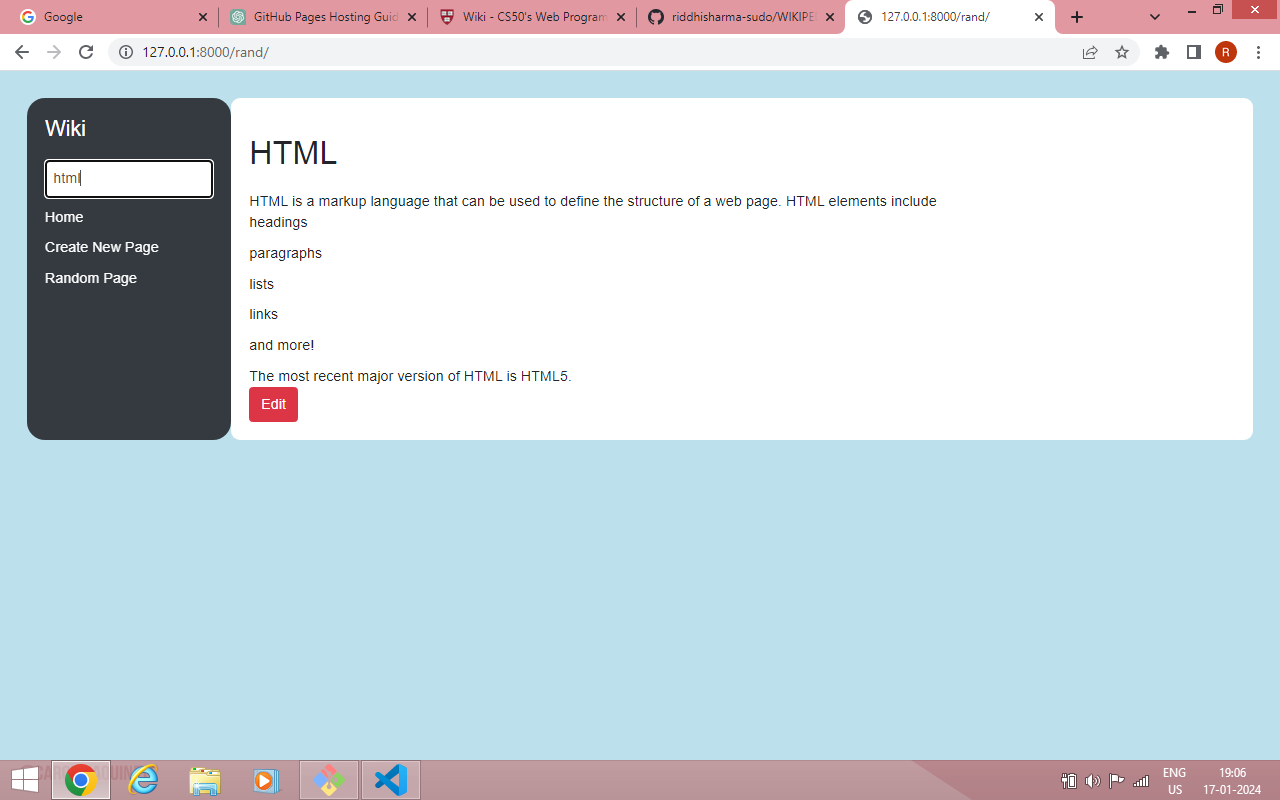 Google
GitHub Pages Hosting Guid
Wiki - CS50's Web Program
riddhisharma-sudo/WIKIPE
127.0.0.1:8000/rand/
127.0.0.1:8000/rand/
R
Wiki
html
Home
Create New Page
Random Page
HTML
HTML is a markup language that can be used to define the structure of a web page. HTML elements include
headings
paragraphs
lists
links
and more!
The most recent major version of HTML is HTML5.
Edit
ENG
US
19:06
17-01-2024